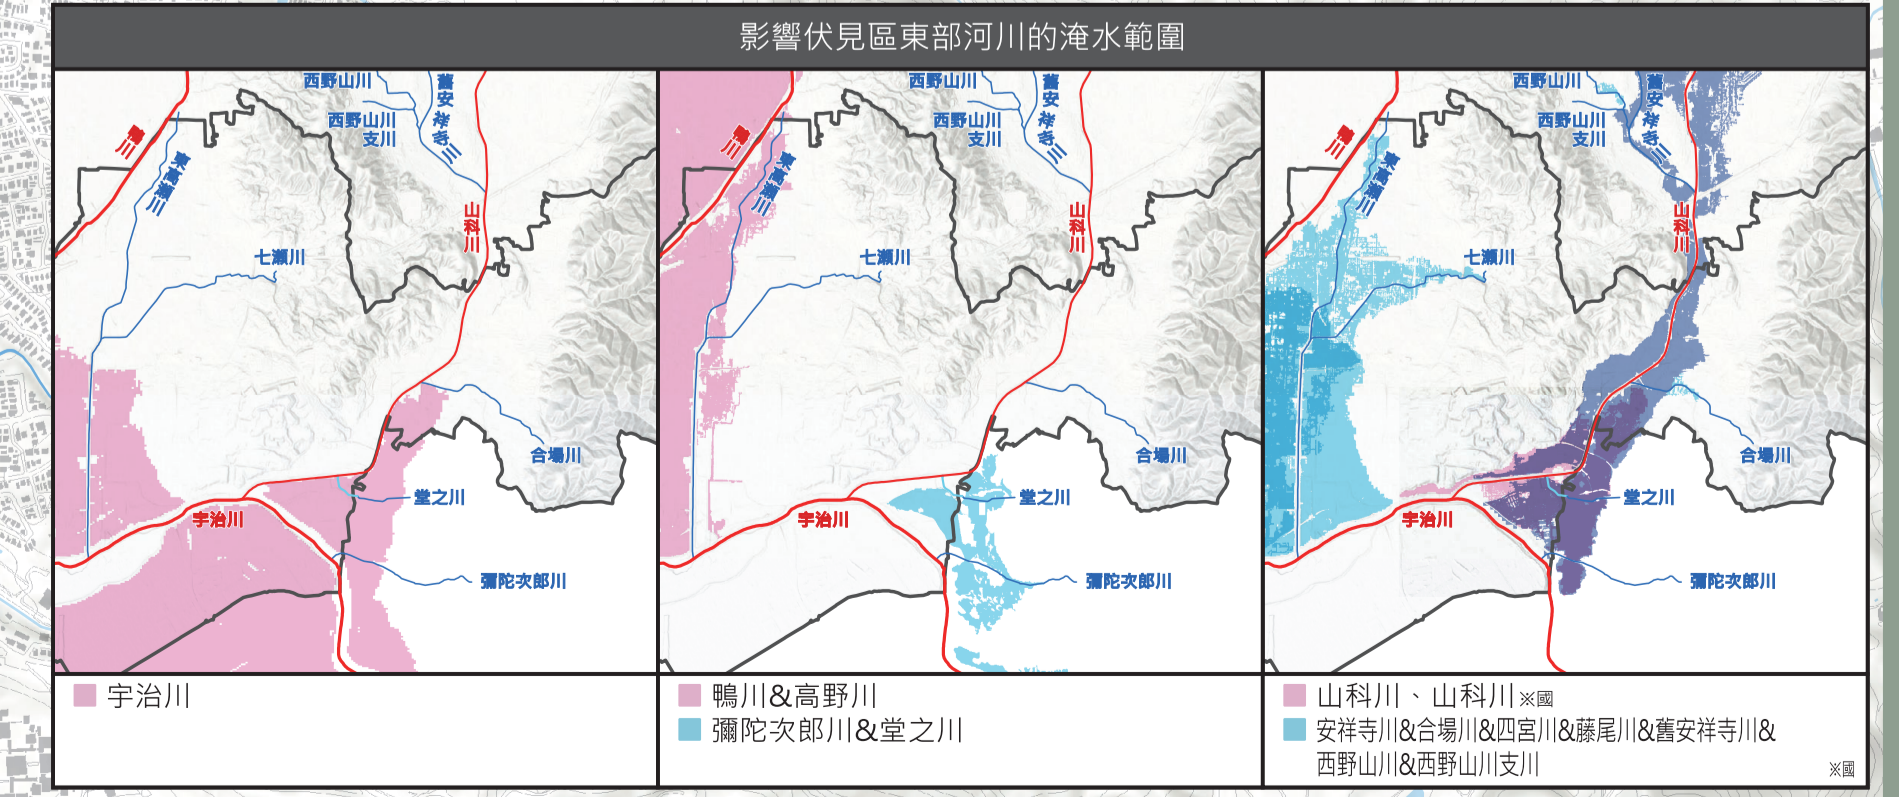 影響伏見區東部河川的淹水範圍
西野山川
舊安祥寺川
西野山川
支川
鴨川
東高瀨川
山科川
七瀨川
合場川
堂之川
宇治川
彌陀次郎川
宇治川
西野山川
舊安祥寺川
西野山川
支川
鴨川
東高瀨川
山科川
七瀨川
合場川
堂之川
宇治川
彌陀次郎川
鴨川&高野川
彌陀次郎川&堂之川
西野山川
舊安祥寺川
西野山川
支川
鴨川
東高瀨川
山科川
七瀨川
合場川
堂之川
宇治川
彌陀次郎川
山科川、山科川※國
安祥寺川&合場川&四宮川&藤尾川&舊安祥寺川&
西野山川&西野山川支川
※國